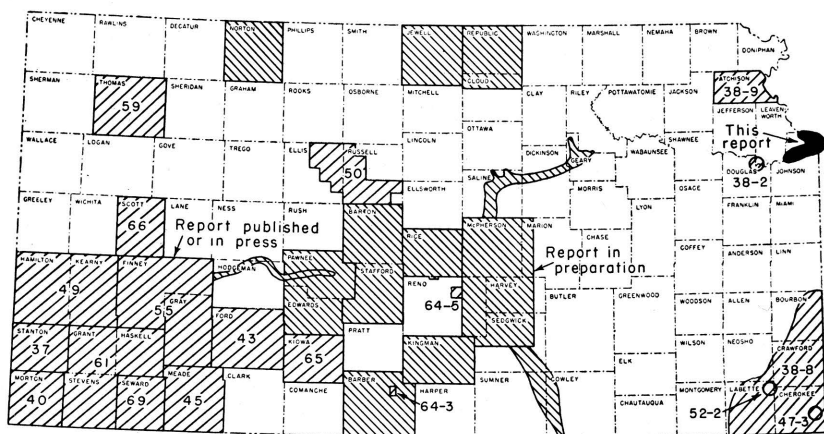 CHEYENNE
RAWLINS
DECATUR
NORTON
PHILLIPS
SMITH
JEWELL
REPUBLIC
WASHINGTON
MARSHALL
NEMAHA
BROWN
DONIPHAN
SHERMAN
THOMAS
59
SHERIDAN
GRAHAM
ROOKS
OSBORNE
MITCHELL
CLOUD
CLAY
RILEY
POTTAWATOMIE
JACKSON
ATCHISON
38-9
JEFFERSON
LEAVEN
WORTH
This
report
WALLACE
LOGAN
GOVE
TREGO
ELLIS
RUSSELL
50
LINCOLN
OTTAWA
SALINE
DICKINSON
GEARY
WABAUNSEE
SHAWNEE
DOUGLAS
38-2
JOHNSON
GREELEY
WICHITA
SCOTT
66
LANE
NESS
RUSH
BARTON
ELLSWORTH
RICE
McPHERSON
MARION
MORRIS
CHASE
LYON
OSAGE
FRANKLIN
MIAMI
Report published
or in press
Report in
preparation
HAMILTON
KEARNY
49
FINNEY
55
GRAY
HODGEMAN
PAWNEE
STAFFORD
EDWARDS
RENO
64-5
HARVEY
SEDGWICK
BUTLER
GREENWOOD
COFFEY
ANDERSON
LINN
WOODSON
ALLEN
BOURBON
STANTON
37
GRANT
61
HASKELL
FORD
43
KIOWA
65
PRATT
KINGMAN
ELK
WILSON
NEOSHO
CRAWFORD
38-8
MORTON
40
STEVENS
SEWARD
69
MEADE
45
CLARK
COMANCHE
BARBER
64-3
HARPER
SUMNER
COWLEY
CHAUTAUQUA
MONTGOMERY
LABETTE
52-2
CHEROKEE
47-3